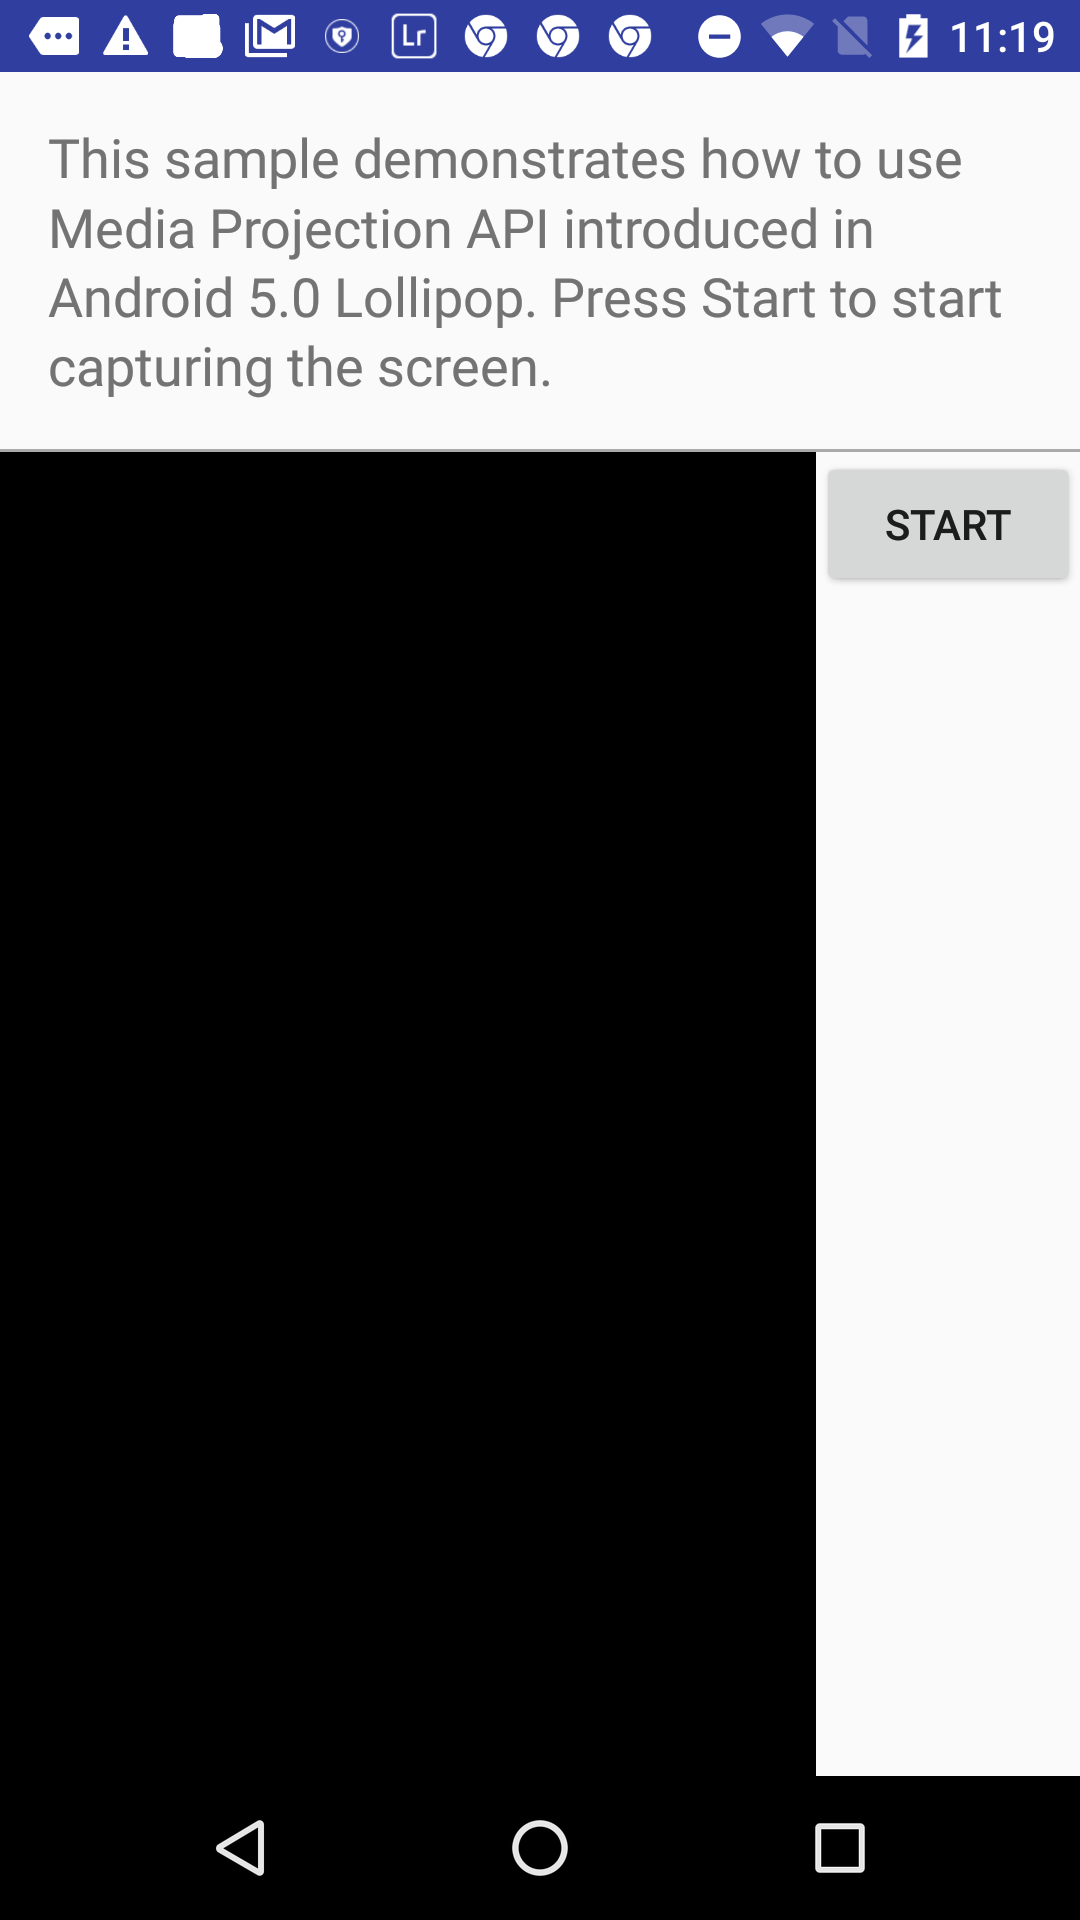 Lr
11:19
This sample demonstrates how to use
Media Projection API introduced in
Android 5.0 Lollipop. Press Start to start
capturing the screen.
START